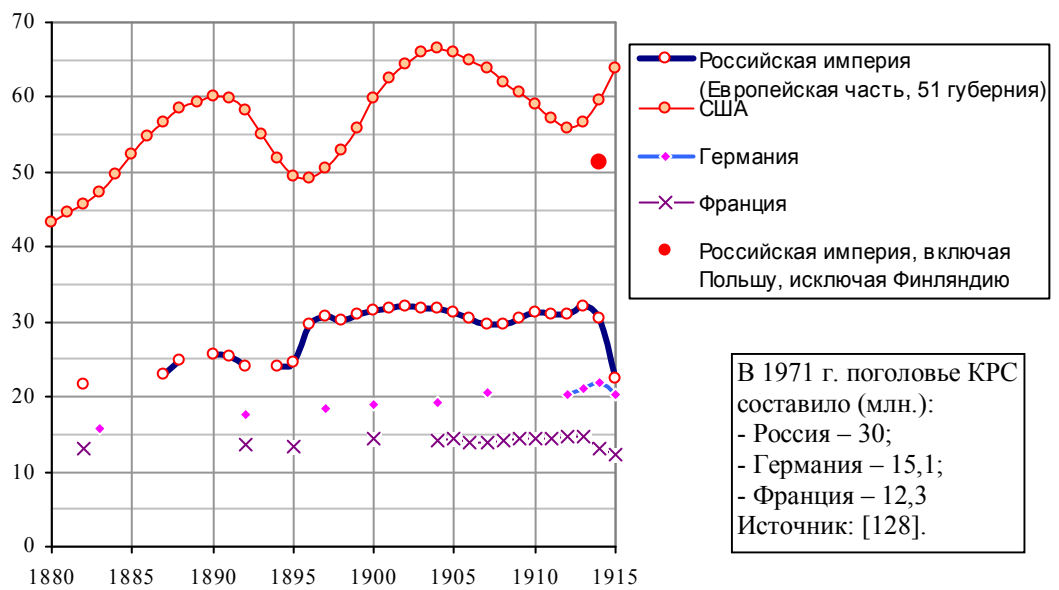 70
60
50
40
30
20
10
0
1880 1885 1890 1895 1900 1905 1910 1915
Российская империя
(Европейская часть, 51 губерния)
США
Германия
Франция
Российская империя, включая
Польшу, исключая Финляндию
В 1971 г. поголовье КРС
составило (млн.):
- Россия – 30;
- Германия – 15,1;
- Франция – 12,3
Источник: [128].